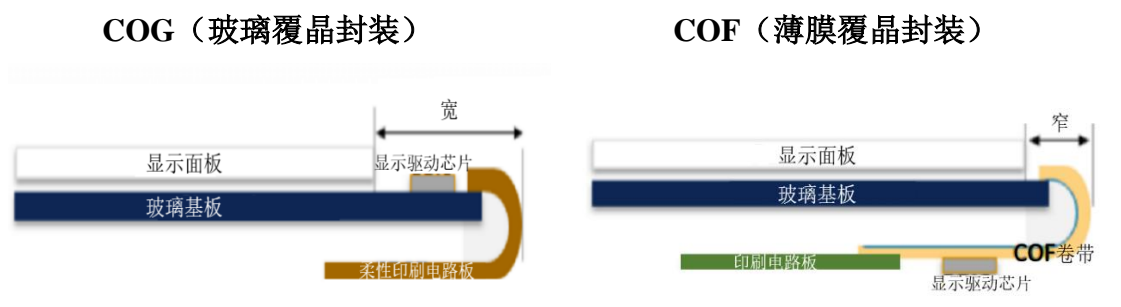 COG（玻璃覆晶封装）
宽
显示面板
显示驱动芯片
玻璃基板
柔性印刷电路板
COF（薄膜覆晶封装）
窄
显示面板
玻璃基板
COF卷带
印刷电路板
显示驱动芯片